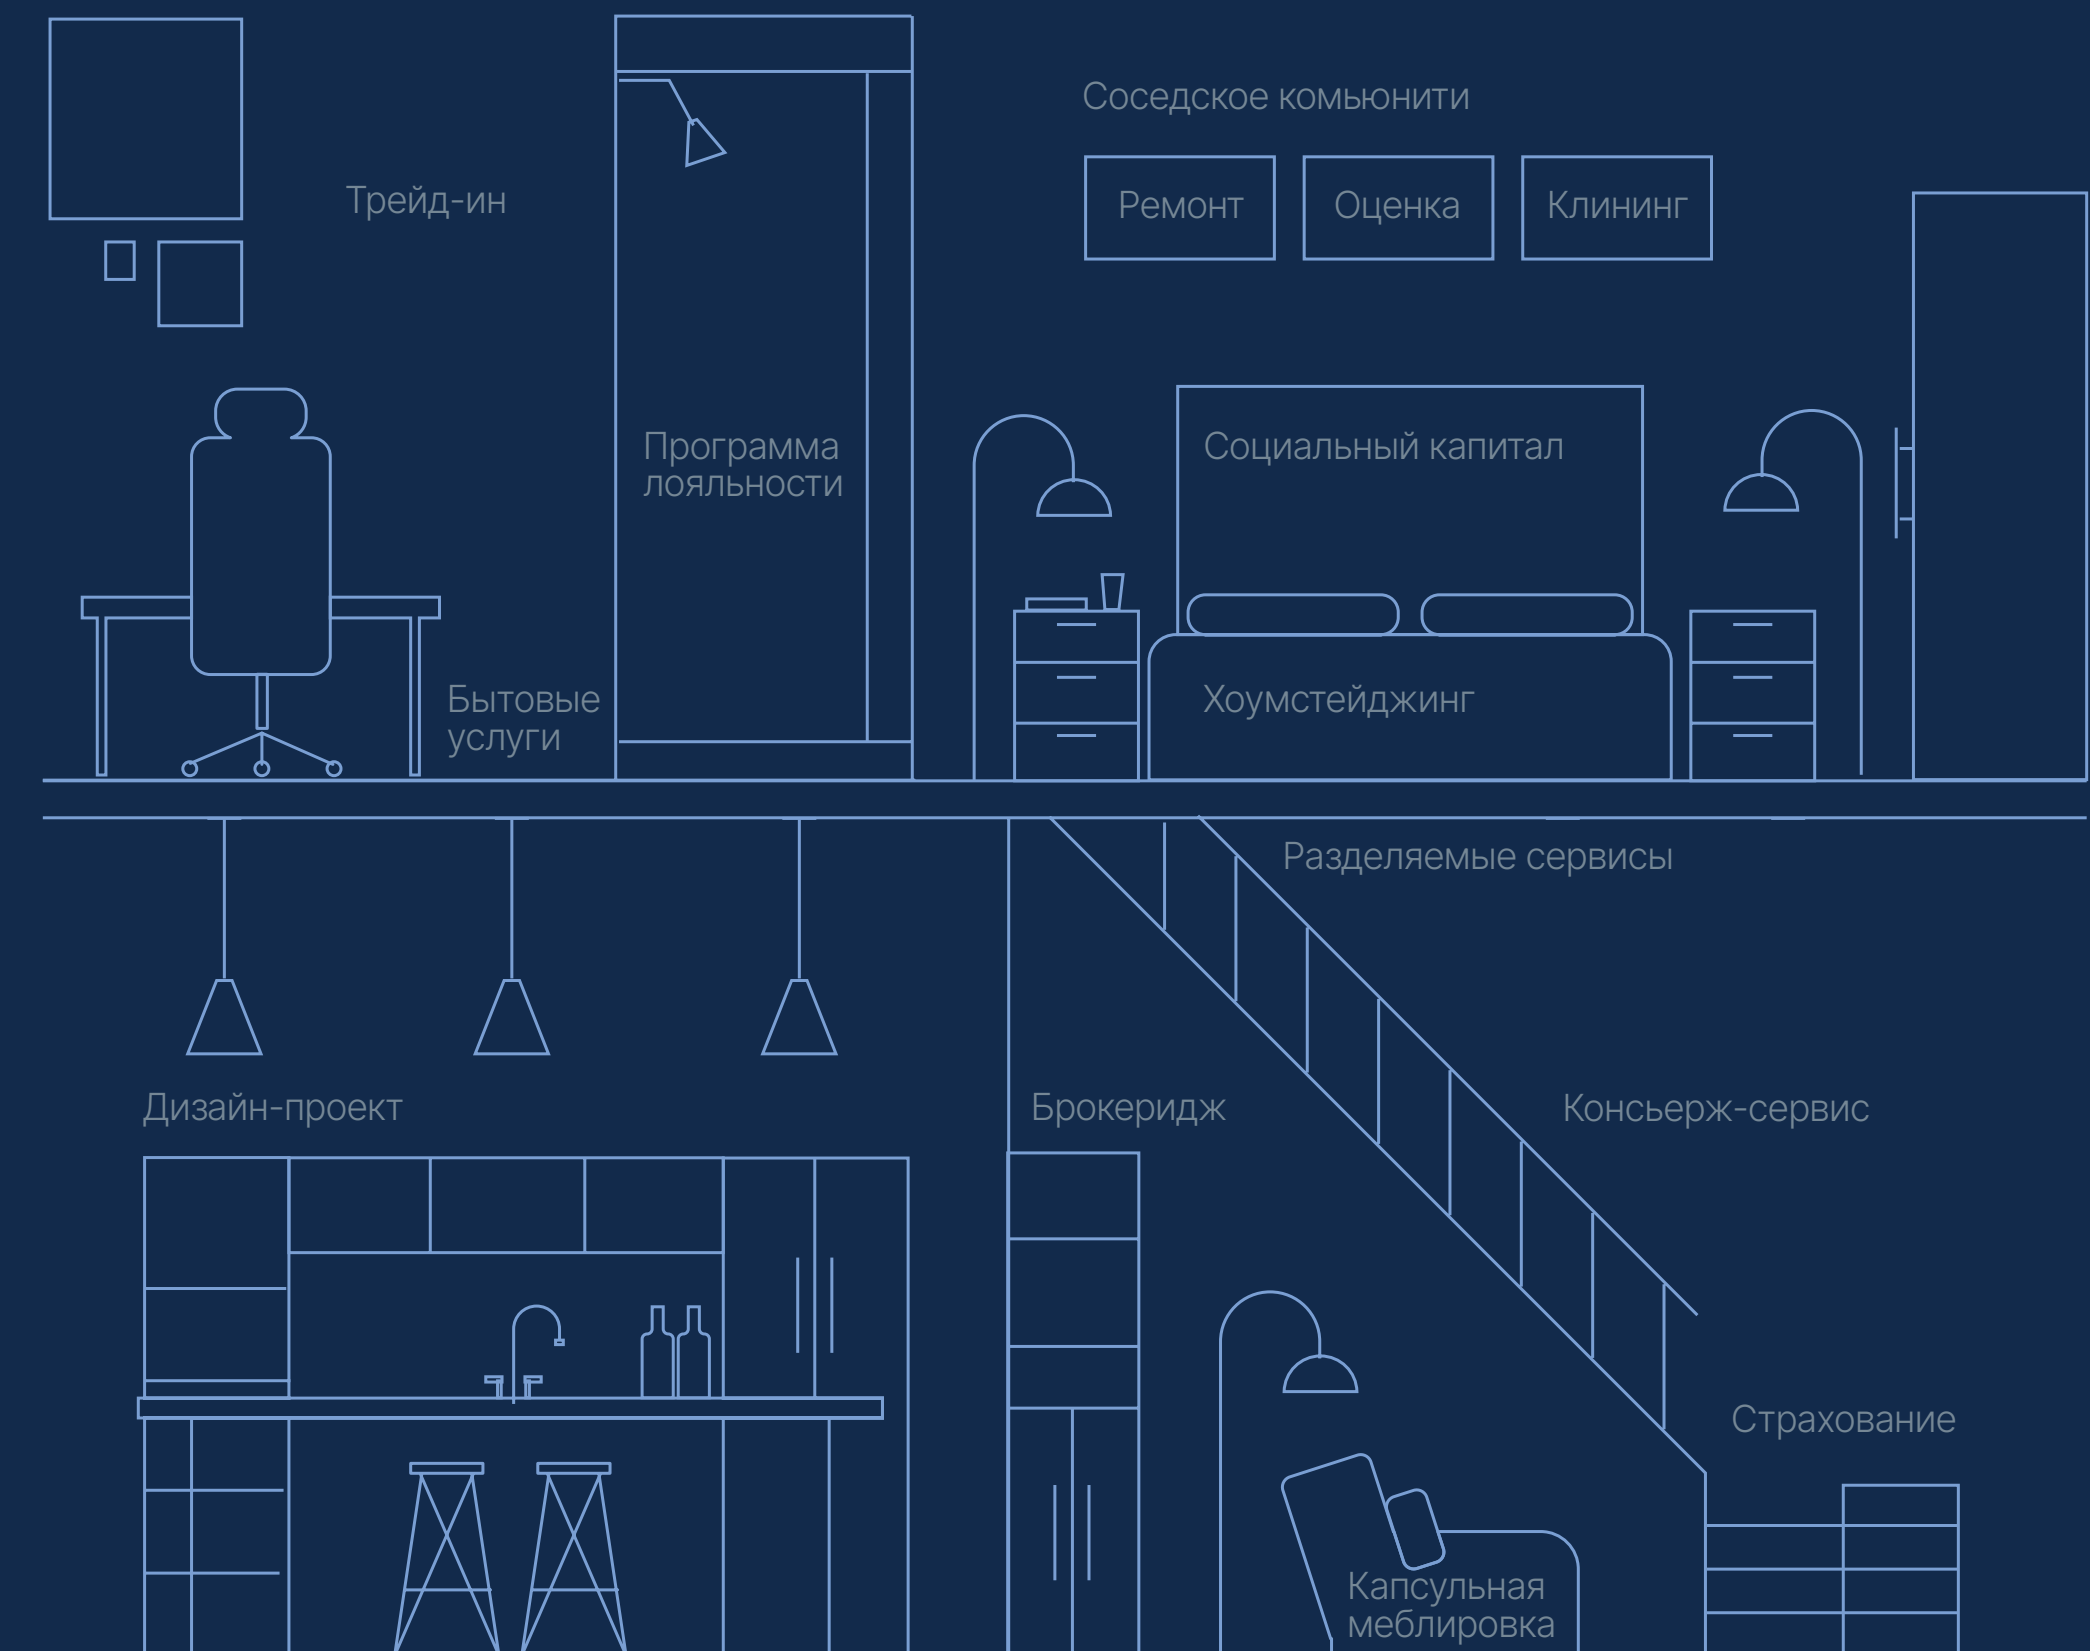 Соседское комьюнити
Трейд-ин
Ремонт
Оценка
Клининг
Программа
лояльности
Социальный капитал
Бытовые
услуги
Хоумстейджинг
Разделяемые сервисы
Дизайн-проект
Брокеридж
Консьерж-сервис
Страхование
Капсульная
меблировка